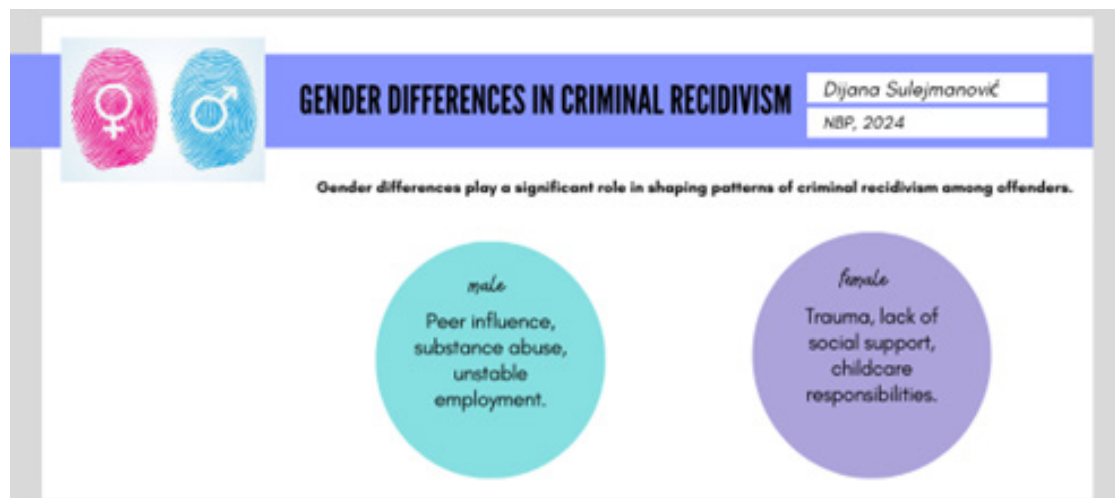 GENDER DIFFERENCES IN CRIMINAL RECIDIVISM
Dijana Sulejmanović
NBP, 2024
Gender differences play a significant role in shaping patterns of criminal recidivism among offenders.
male
Peer influence,
substance abuse,
unstable
employment.
female
Trauma, lack of
social support,
childcare
responsibilities.